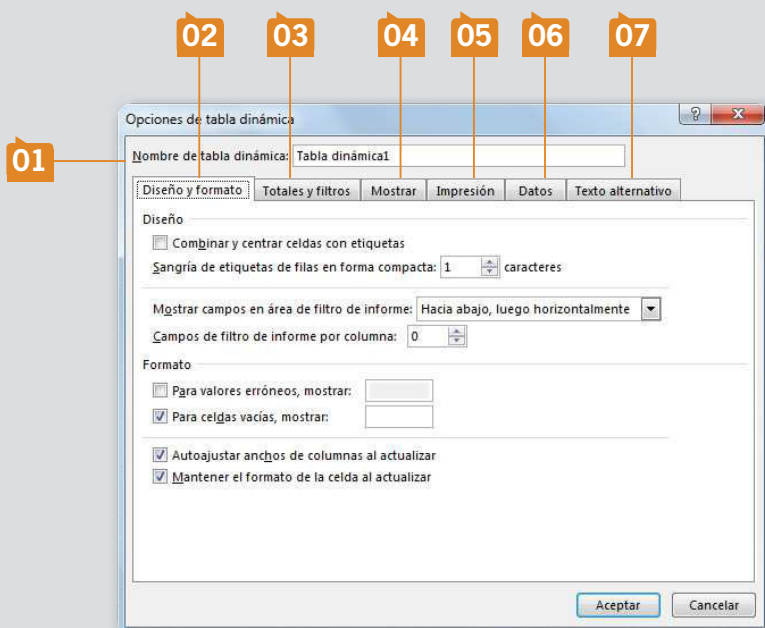 02 03 04 05 06 07
Opciones de tabla dinámica
01
Nombre de tabla dinámica: Tabla dinámica1
Diseño y formato Totales y filtros Mostrar Impresión Datos Texto alternativo
Diseño
Combinar y centrar celdas con etiquetas
Sangría de etiquetas de filas en forma compacta: 1 caracteres
Mostrar campos en área de filtro de informe: Hacia abajo, luego horizontalmente
Campos de filtro de informe por columna: 0
Formato
Para valores erróneos, mostrar:
Para celdas vacías, mostrar:
Autoajustar anchos de columnas al actualizar
Mantener el formato de la celda al actualizar
Aceptar Cancelar